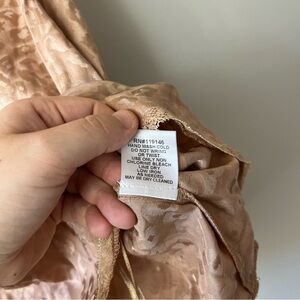 RN#119146
HAND WASH COLD
DO NOT WRING
OR TWIST
USE ONLY NON
CHLORINE BLEACH
LINE DRY
LOW IRON
AS NEEDED
MAY BE DRY CLEANED